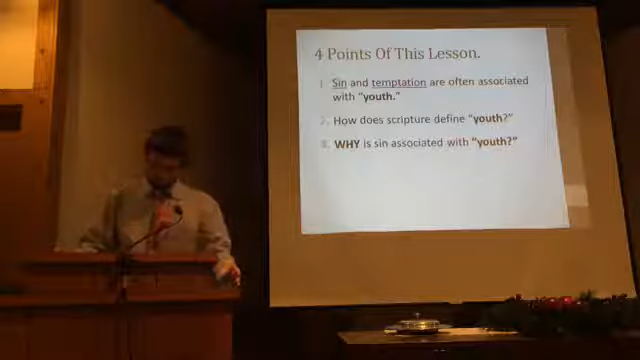 4 Points Of This Lesson.
1. Sin and temptation are often associated
with "youth."
2. How does scripture define "youth?"
3. WHY is sin associated with "youth?"